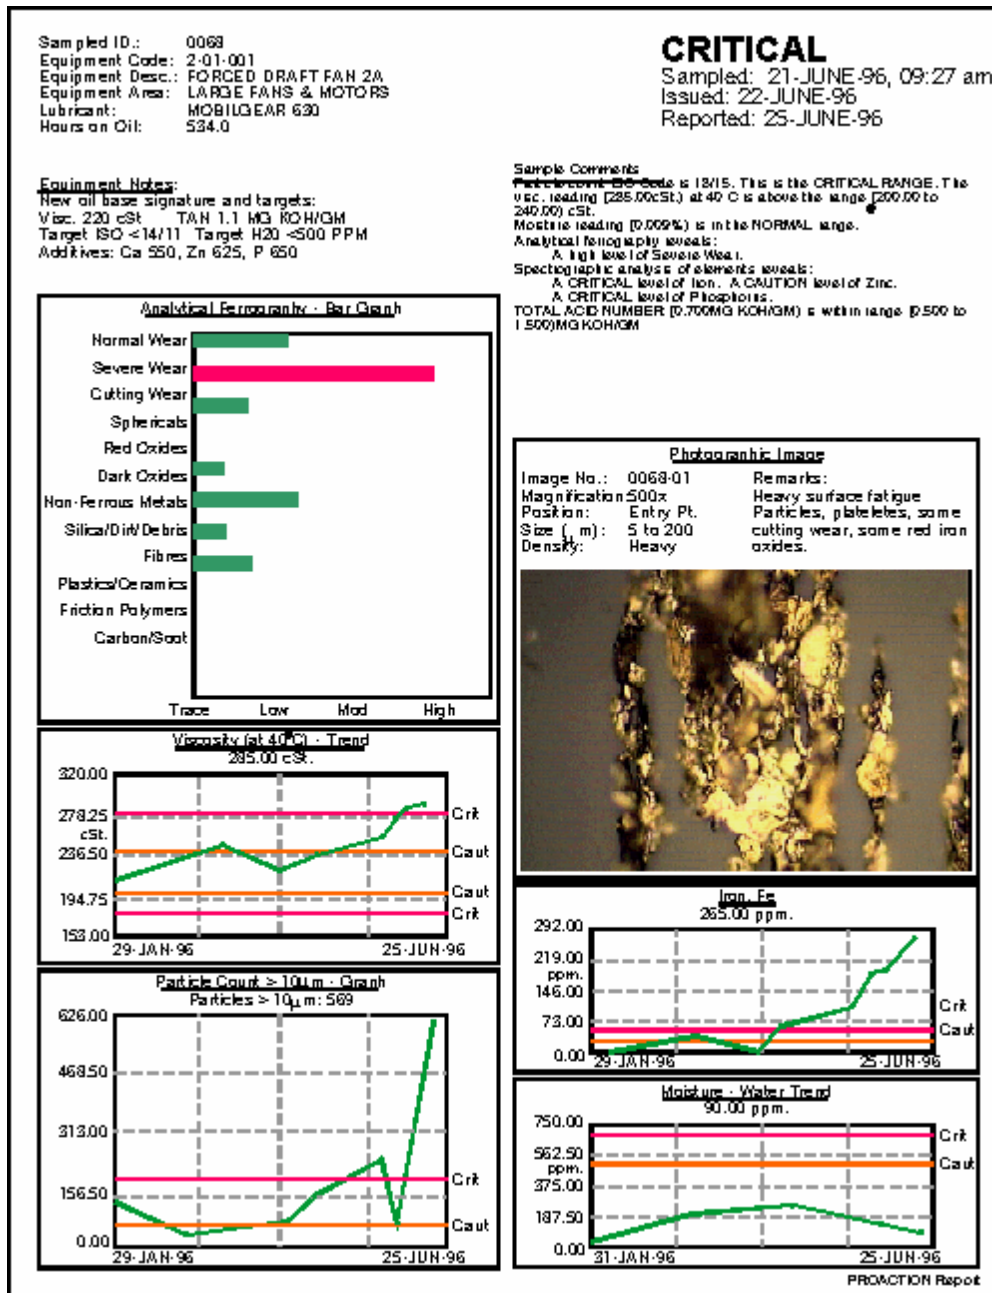 Sampled ID.: 0068
Equipment Code: 2-01-001
Equipment Desc.: FORCED DRAFT FAN 2A
Equipment Area: LARGE FANS & MOTORS
Lubricant: MOBILGEAR 630
Hours on Oil: 534.0
CRITICAL
Sampled: 21-JUNE-96, 09:27 am
Issued: 22-JUNE-96
Reported: 25-JUNE-96
Equipment Notes:
New oil base signature and targets:
Visc. 220 cSt TAN 1.1 MG KOH/GM
Target ISO <14/11 Target H20 <500 PPM
Additives: Ca 550, Zn 625, P 650
Sample Comments
Particle count ISO Code is 18/15. This is the CRITICAL RANGE. The
visc. reading (285.00cSt.) at 40 C is above the range (200.00 to
240.00) cSt.
Moisture reading (0.009%) is in the NORMAL range.
Analytical ferrography reveals:
A high level of Severe Wear.
Spectrographic analysis of elements reveals:
A CRITICAL level of Iron. A CAUTION level of Zinc.
A CRITICAL level of Phosphorus.
TOTAL ACID NUMBER (0.700MG KOH/GM) is within range (0.500 to
1.500)MG KOH/GM
Analytical Ferrography - Bar Graph
Normal Wear
Severe Wear
Cutting Wear
Sphericals
Red Oxides
Dark Oxides
Non-Ferrous Metals
Silica/Dirt/Debris
Fibres
Plastics/Ceramics
Friction Polymers
Carbon/Soot
Trace Low Mod High
Photographic Image
Image No.: 0068-01 Remarks:
Magnification: 500x Heavy surface fatigue
Position: Entry Pt. Particles, plateletes, some
Size (µm): 5 to 200 cutting wear, some red iron
Density: Heavy oxides.
Viscosity (at 40°C) - Trend
285.00 cSt.
320.00
278.25 Crit
cSt.
236.50 Caut
194.75 Caut
Crit
153.00
29-JAN-96 25-JUN-96
Particle Count > 10µm - Graph
Particles > 10µm: 569
626.00
468.50
313.00
156.50 Crit
Caut
0.00
29-JAN-96 25-JUN-96
Iron, Fe
265.00 ppm.
292.00
219.00
ppm.
146.00
Crit
73.00
Caut
0.00
29-JAN-96 25-JUN-96
Moisture - Water Trend
90.00 ppm.
750.00
Crit
562.50
ppm. Caut
375.00
187.50
0.00
31-JAN-96 25-JUN-96
PROACTION Report